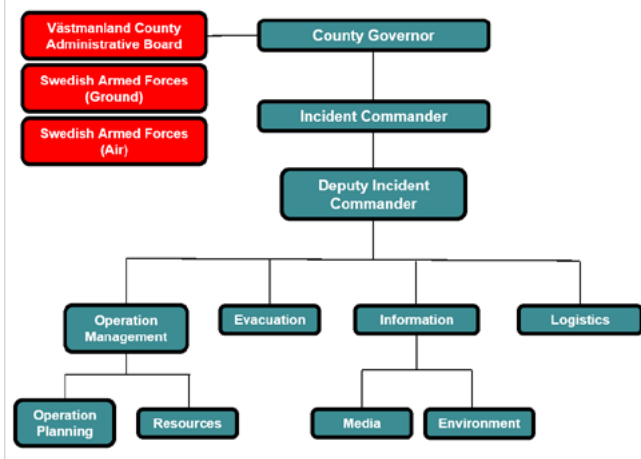 Västmanland County
Administrative Board
County Governor
Swedish Armed Forces
(Ground)
Swedish Armed Forces
(Air)
Incident Commander
Deputy Incident
Commander
Operation
Management
Evacuation
Information
Logistics
Operation
Planning
Resources
Media
Environment